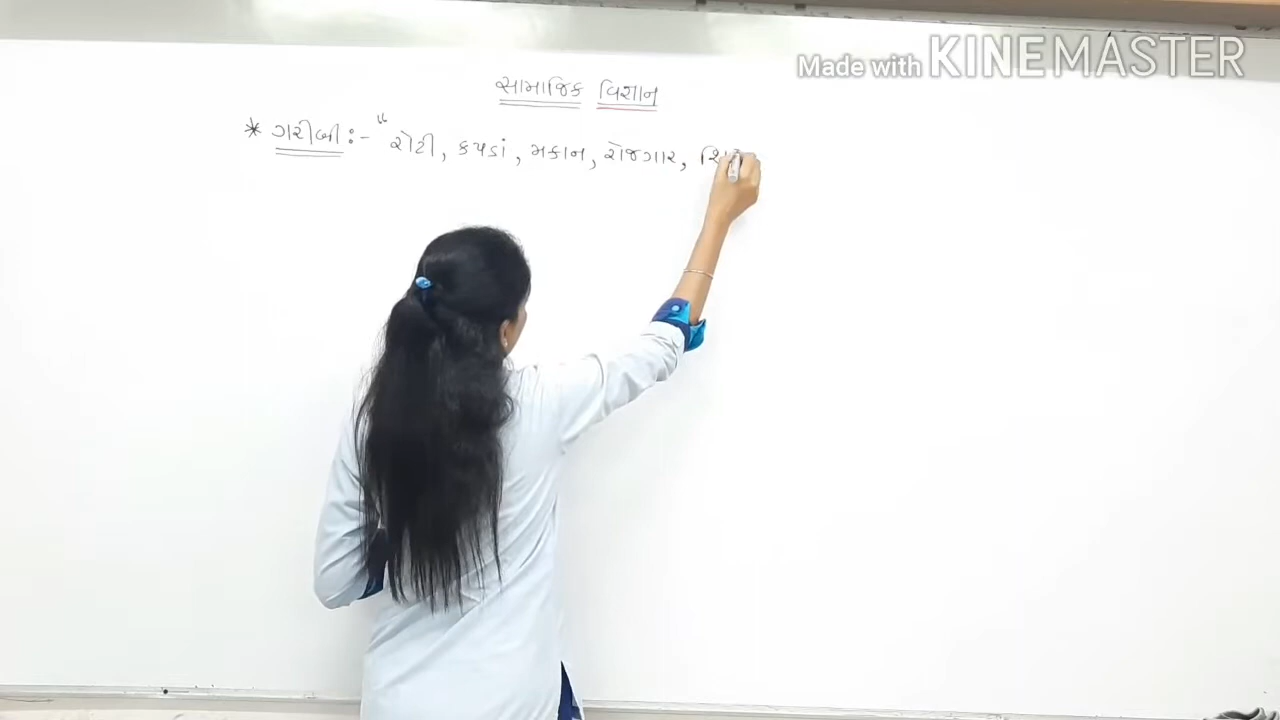 Made with KINEMASTER
સામાજિક વિજ્ઞાન
* ગરીબી :- " રોટી, કપડાં, મકાન, રોજગાર,